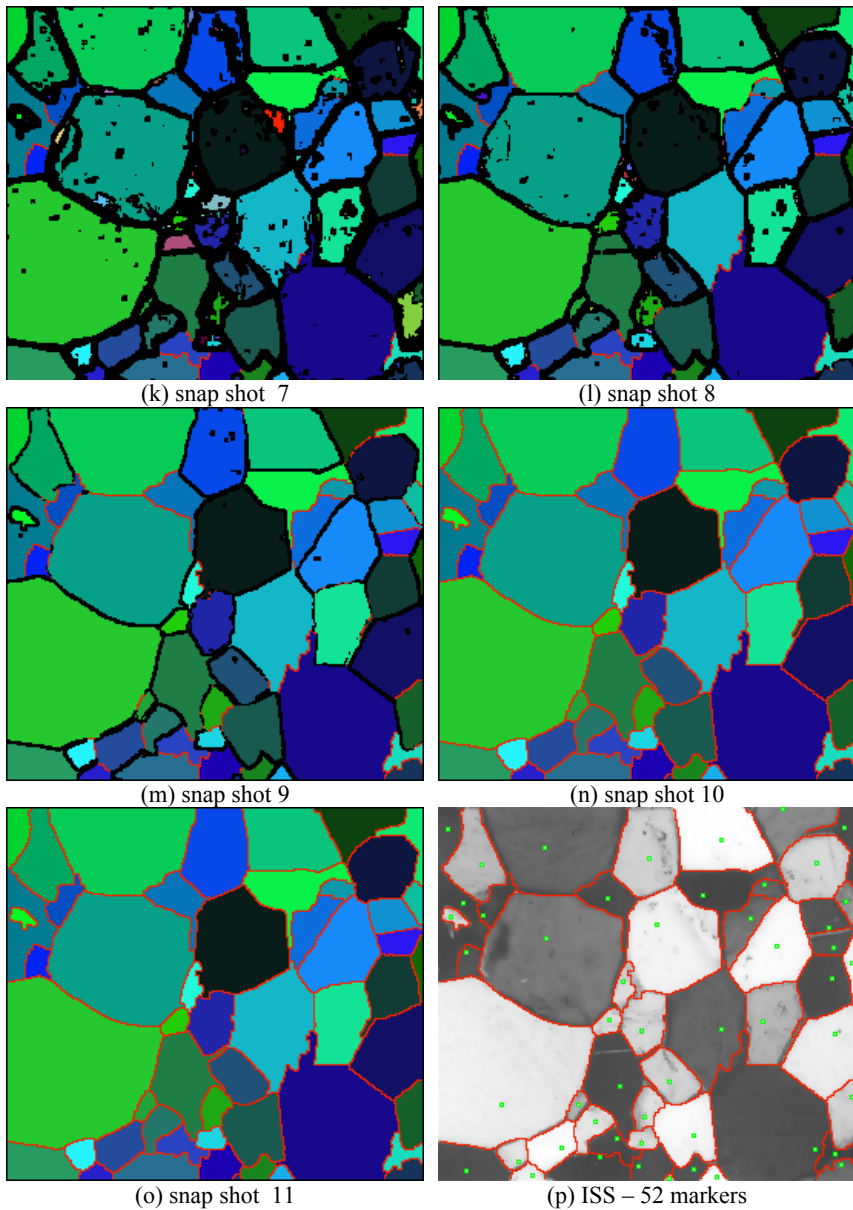 (k) snap shot 7
(l) snap shot 8
(m) snap shot 9
(n) snap shot 10
(o) snap shot 11
(p) ISS – 52 markers